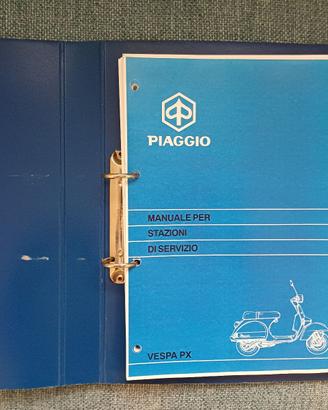 PIAGGIO
MANUALE PER
STAZIONI
DI SERVIZIO
VESPA PX